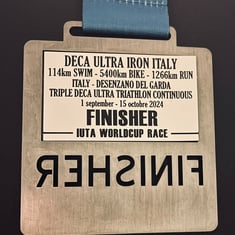 DECA ULTRA IRON ITALY
114km SWIM - 5400km BIKE - 1266km RUN
ITALY - DESENZANO DEL GARDA
TRIPLE DECA ULTRA TRIATHLON CONTINUOUS
1 september - 15 octobre 2024
FINISHER
IUTA WORLDCUP RACE
FINISHER